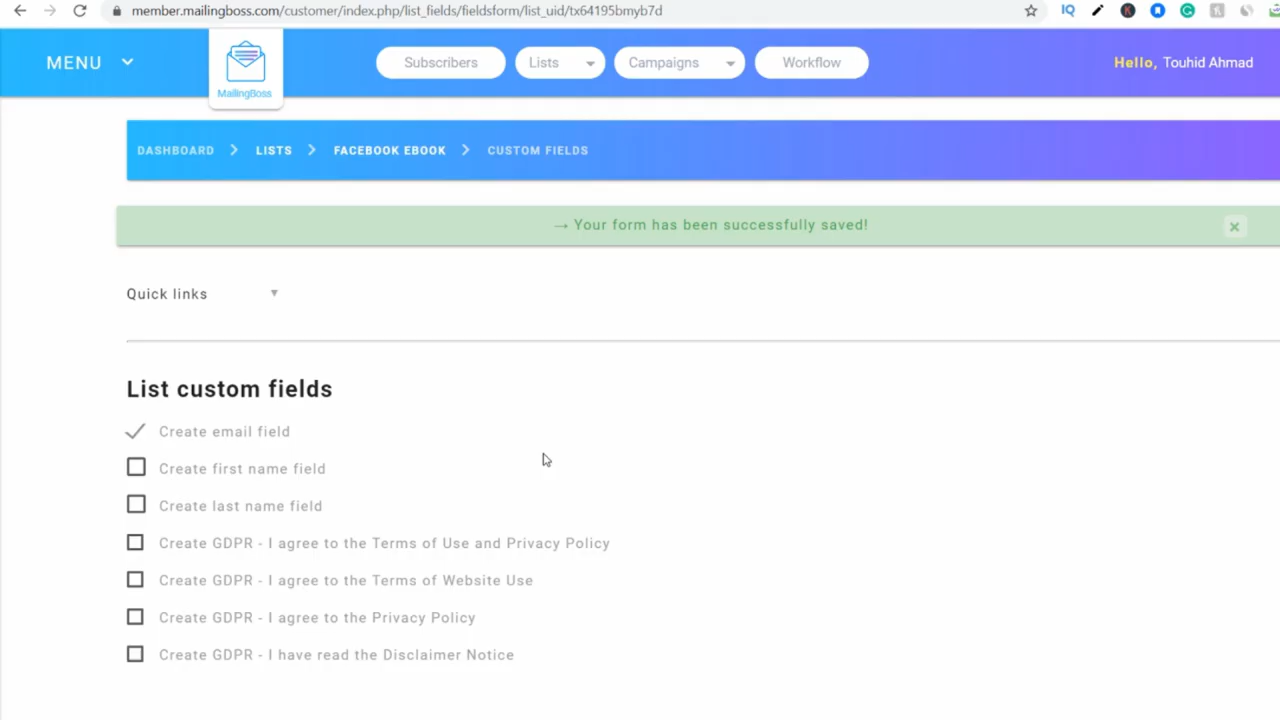 member.mailingboss.com/customer/index.php/list_fields/fieldsform/list_uid/tx64195bmyb7d
IQ
MENU
MailingBoss
Subscribers
Lists
Campaigns
Workflow
Hello, Touhid Ahmad
DASHBOARD > LISTS > FACEBOOK EBOOK > CUSTOM FIELDS
→ Your form has been successfully saved!
×
Quick links
List custom fields
Create email field
Create first name field
Create last name field
Create GDPR - I agree to the Terms of Use and Privacy Policy
Create GDPR - I agree to the Terms of Website Use
Create GDPR - I agree to the Privacy Policy
Create GDPR - I have read the Disclaimer Notice